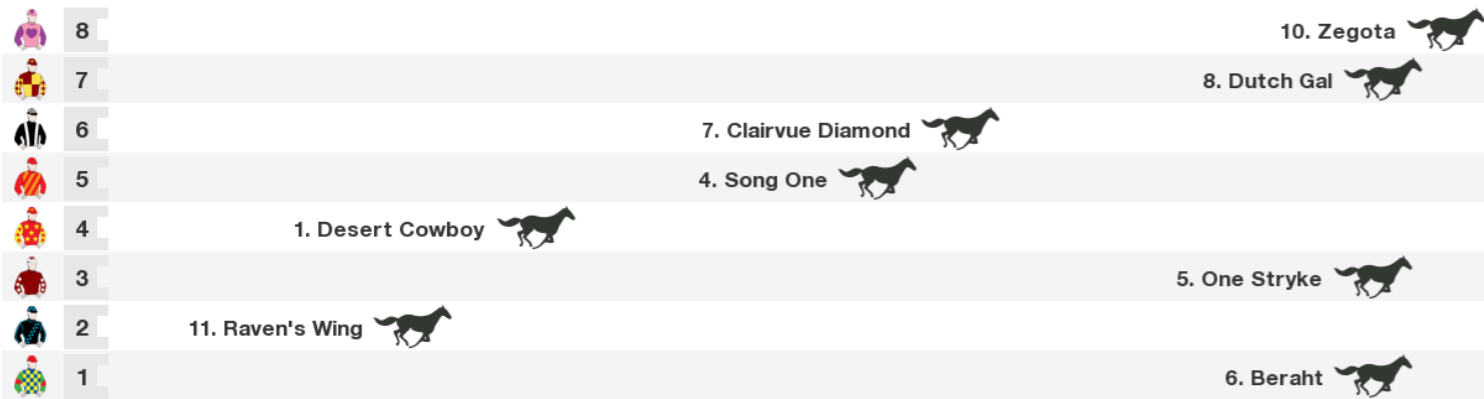 8 10. Zegota
7 8. Dutch Gal
6 7. Clairvue Diamond
5 4. Song One
4 1. Desert Cowboy
3 5. One Stryke
2 11. Raven's Wing
1 6. Beraht